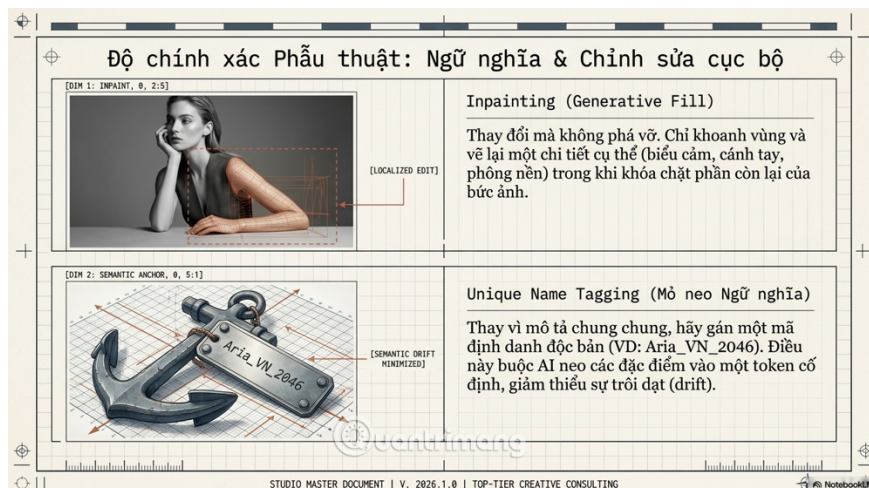 Độ chính xác Phẫu thuật: Ngữ nghĩa & Chỉnh sửa cục bộ
[DIM 1: INPAINT, 0, 2:5]
[LOCALIZED EDIT]
Inpainting (Generative Fill)
Thay đổi mà không phá vỡ. Chỉ khoanh vùng và
vẽ lại một chi tiết cụ thể (biểu cảm, cánh tay,
phông nền) trong khi khóa chặt phần còn lại của
bức ảnh.
[DIM 2: SEMANTIC ANCHOR, 0, 5:1]
Aria_VN_2046
[SEMANTIC DRIFT
MINIMIZED]
Unique Name Tagging (Mỏ neo Ngữ nghĩa)
Thay vì mô tả chung chung, hãy gán một mã
định danh độc bản (VD: Aria_VN_2046). Điều
này buộc AI neo các đặc điểm vào một token cố
định, giảm thiểu sự trôi dạt (drift).
Quantrimang
STUDIO MASTER DOCUMENT | V. 2026.1.0 | TOP-TIER CREATIVE CONSULTING